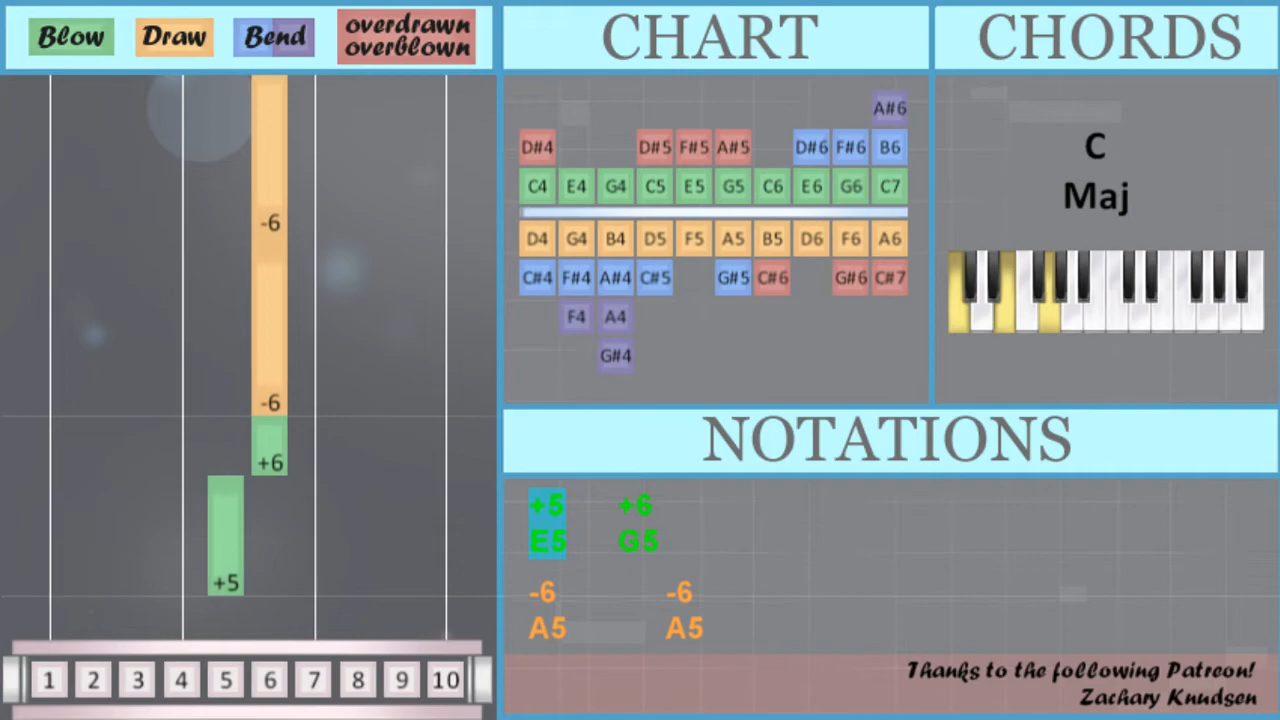 Blow Draw Bend overdrawn
overblown
CHART
CHORDS
A#6
D#4 D#5 F#5 A#5 D#6 F#6 B6
C4 E4 G4 C5 E5 G5 C6 E6 G6 C7
D4 G4 B4 D5 F5 A5 B5 D6 F6 A6
C#4 F#4 A#4 C#5 G#5 C#6 G#6 C#7
F4 A4
G#4
C
Maj
-6
-6
+6
+5
1 2 3 4 5 6 7 8 9 10
NOTATIONS
+5 +6
E5 G5
-6 -6
A5 A5
Thanks to the following Patreon!
Zachary Knudsen